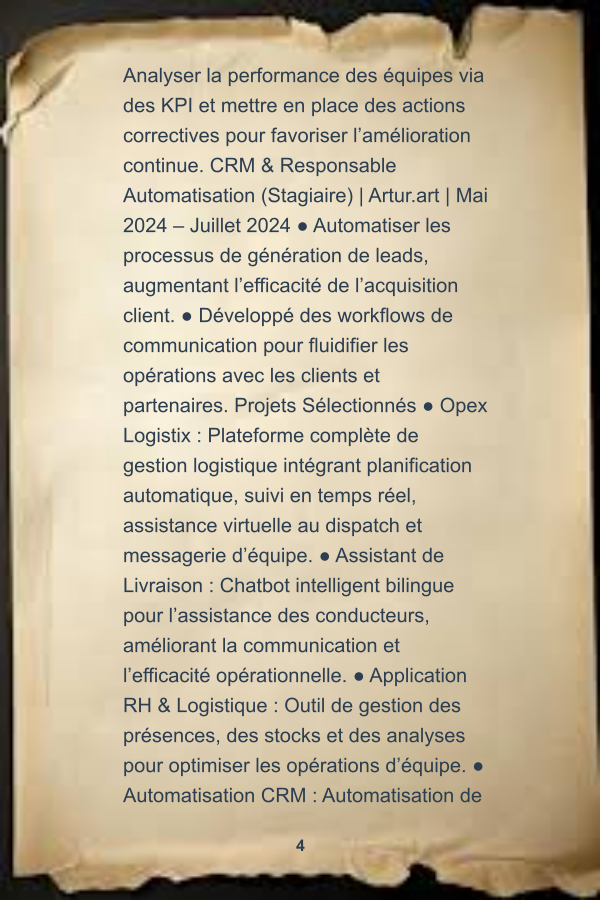 Analyser la performance des équipes via
des KPI et mettre en place des actions
correctives pour favoriser l’amélioration
continue. CRM & Responsable
Automatisation (Stagiaire) | Artur.art | Mai
2024 – Juillet 2024 ● Automatiser les
processus de génération de leads,
augmentant l’efficacité de l’acquisition
client. ● Développé des workflows de
communication pour fluidifier les
opérations avec les clients et
partenaires. Projets Sélectionnés ● Opex
Logistix : Plateforme complète de
gestion logistique intégrant planification
automatique, suivi en temps réel,
assistance virtuelle au dispatch et
messagerie d’équipe. ● Assistant de
Livraison : Chatbot intelligent bilingue
pour l’assistance des conducteurs,
améliorant la communication et
l’efficacité opérationnelle. ● Application
RH & Logistique : Outil de gestion des
présences, des stocks et des analyses
pour optimiser les opérations d’équipe. ●
Automatisation CRM : Automatisation de
4